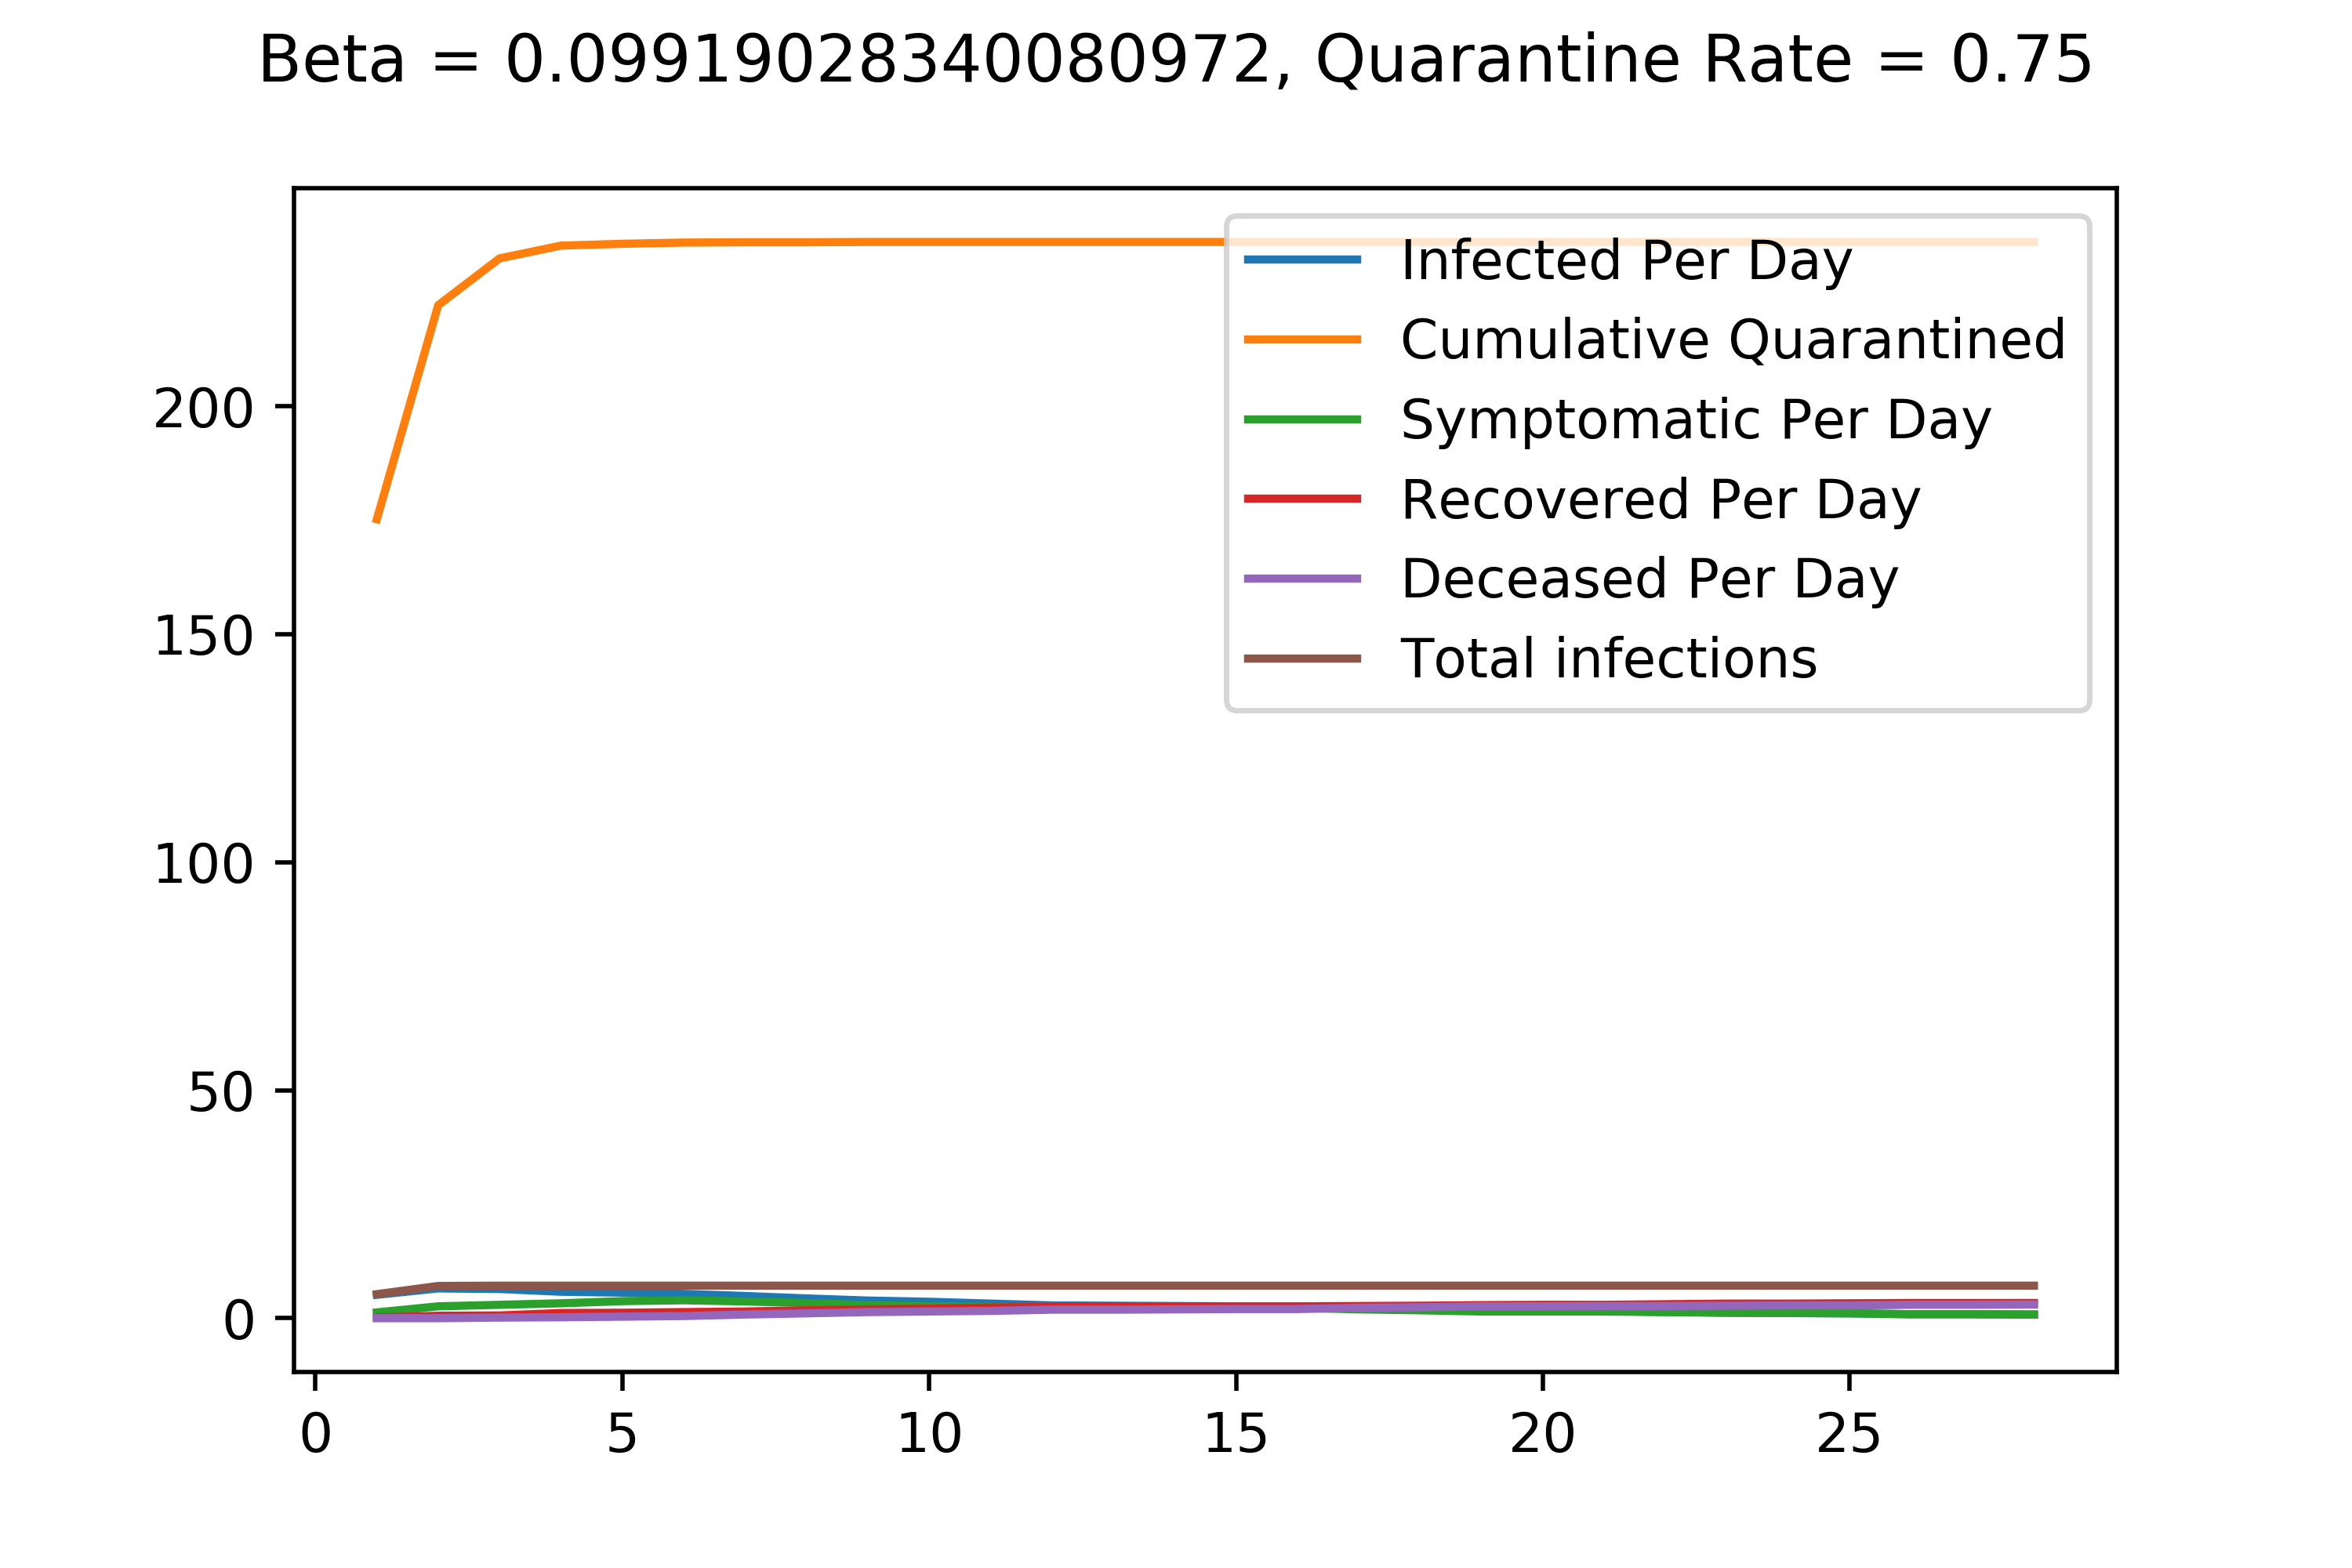 Beta = 0.09919028340080972, Quarantine Rate = 0.75
Infected Per Day
Cumulative Quarantined
Symptomatic Per Day
Recovered Per Day
Deceased Per Day
Total infections
200
150
100
50
0
0 5 10 15 20 25